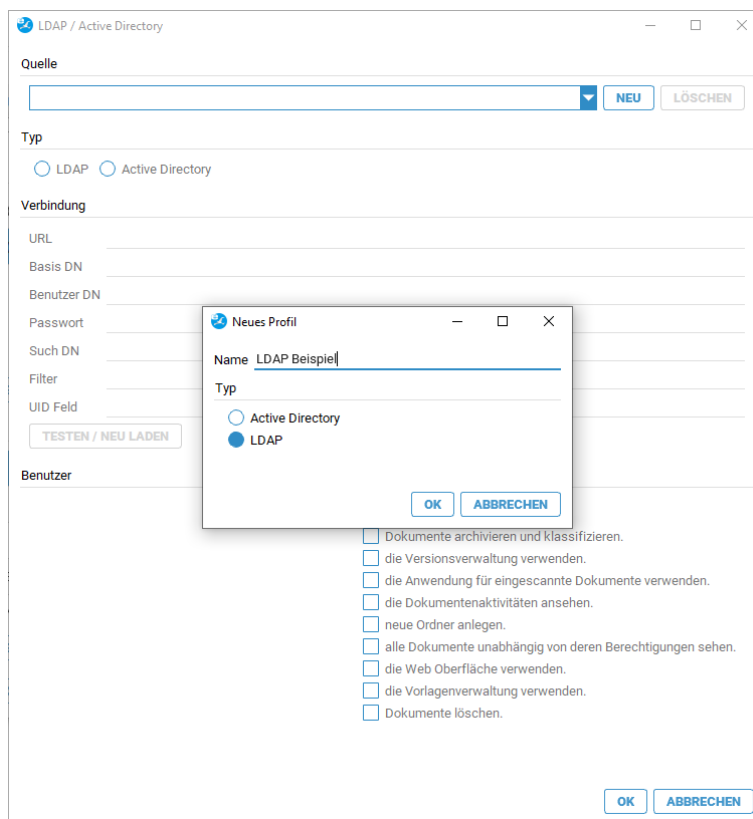 LDAP / Active Directory
Quelle
NEU LÖSCHEN
Typ
LDAP Active Directory
Verbindung
URL
Basis DN
Benutzer DN
Passwort
Such DN
Filter
UID Feld
TESTEN / NEU LADEN
Benutzer
Neues Profil
Name LDAP Beispiel
Typ
Active Directory
LDAP
OK ABBRECHEN
Dokumente archivieren und klassifizieren.
die Versionsverwaltung verwenden.
die Anwendung für eingescannte Dokumente verwenden.
die Dokumentenaktivitäten ansehen.
neue Ordner anlegen.
alle Dokumente unabhängig von deren Berechtigungen sehen.
die Web Oberfläche verwenden.
die Vorlagenverwaltung verwenden.
Dokumente löschen.
OK ABBRECHEN